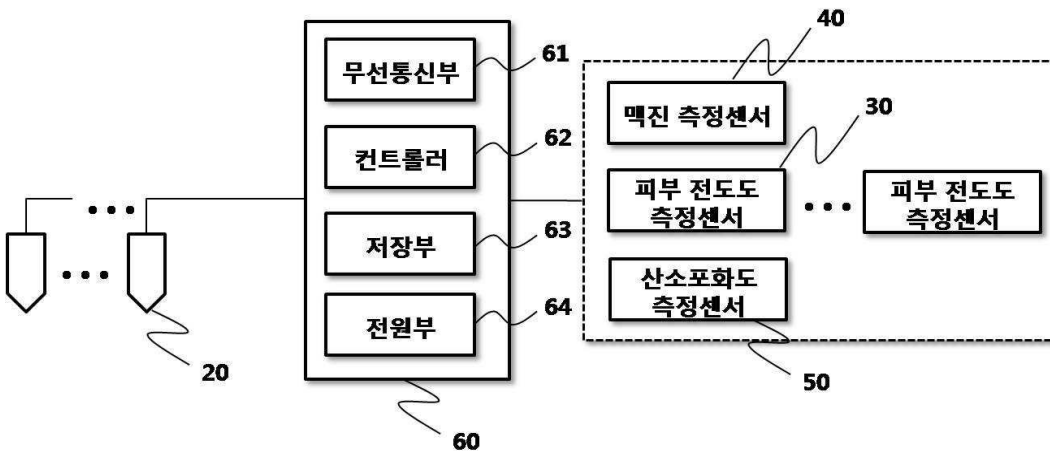 무선통신부
61
컨트롤러
62
저장부
63
전원부
64
20
60
40
맥진 측정센서
30
피부 전도도
측정센서
피부 전도도
측정센서
산소포화도
측정센서
50